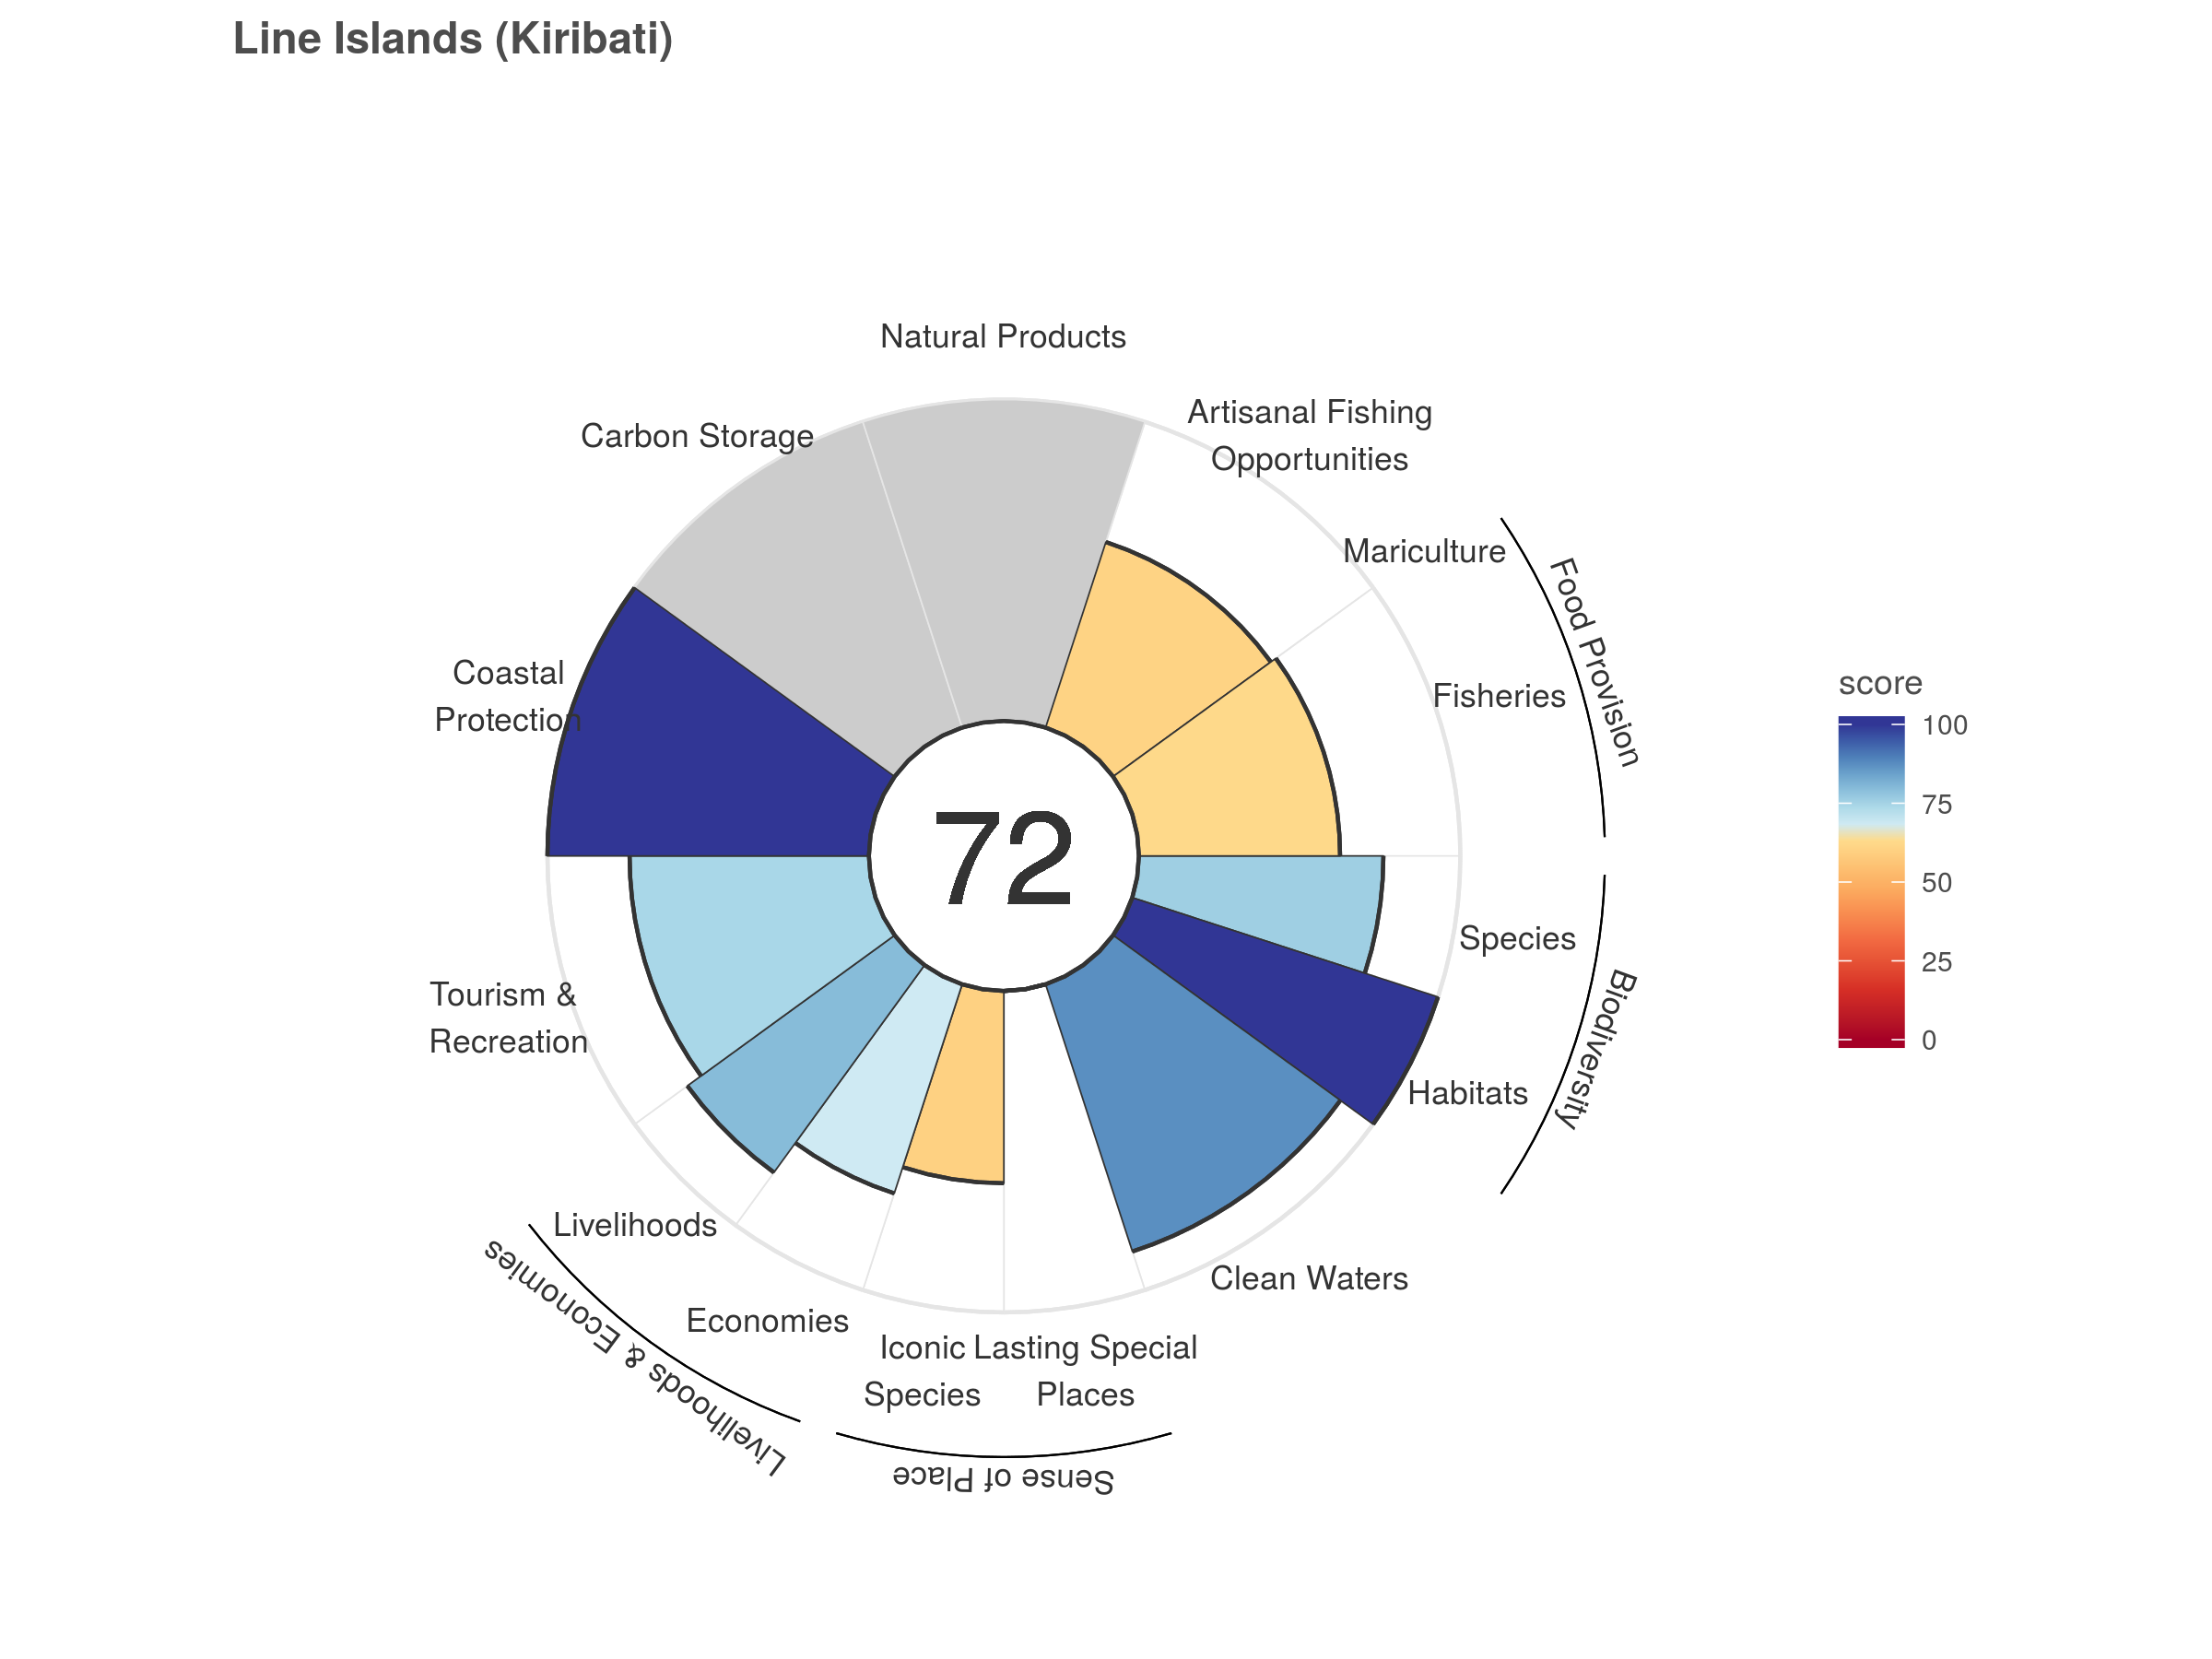 Line Islands (Kiribati)
Natural Products
Artisanal Fishing
Opportunities
Carbon Storage
Mariculture
Food Provision
Fisheries
Coastal
Protection
score
100
75
50
25
0
72
Species
Biodiversity
Tourism &
Recreation
Habitats
Livelihoods
Clean Waters
Economies
Livelihoods & Economies
Iconic
Species
Lasting Special
Places
Sense of Place